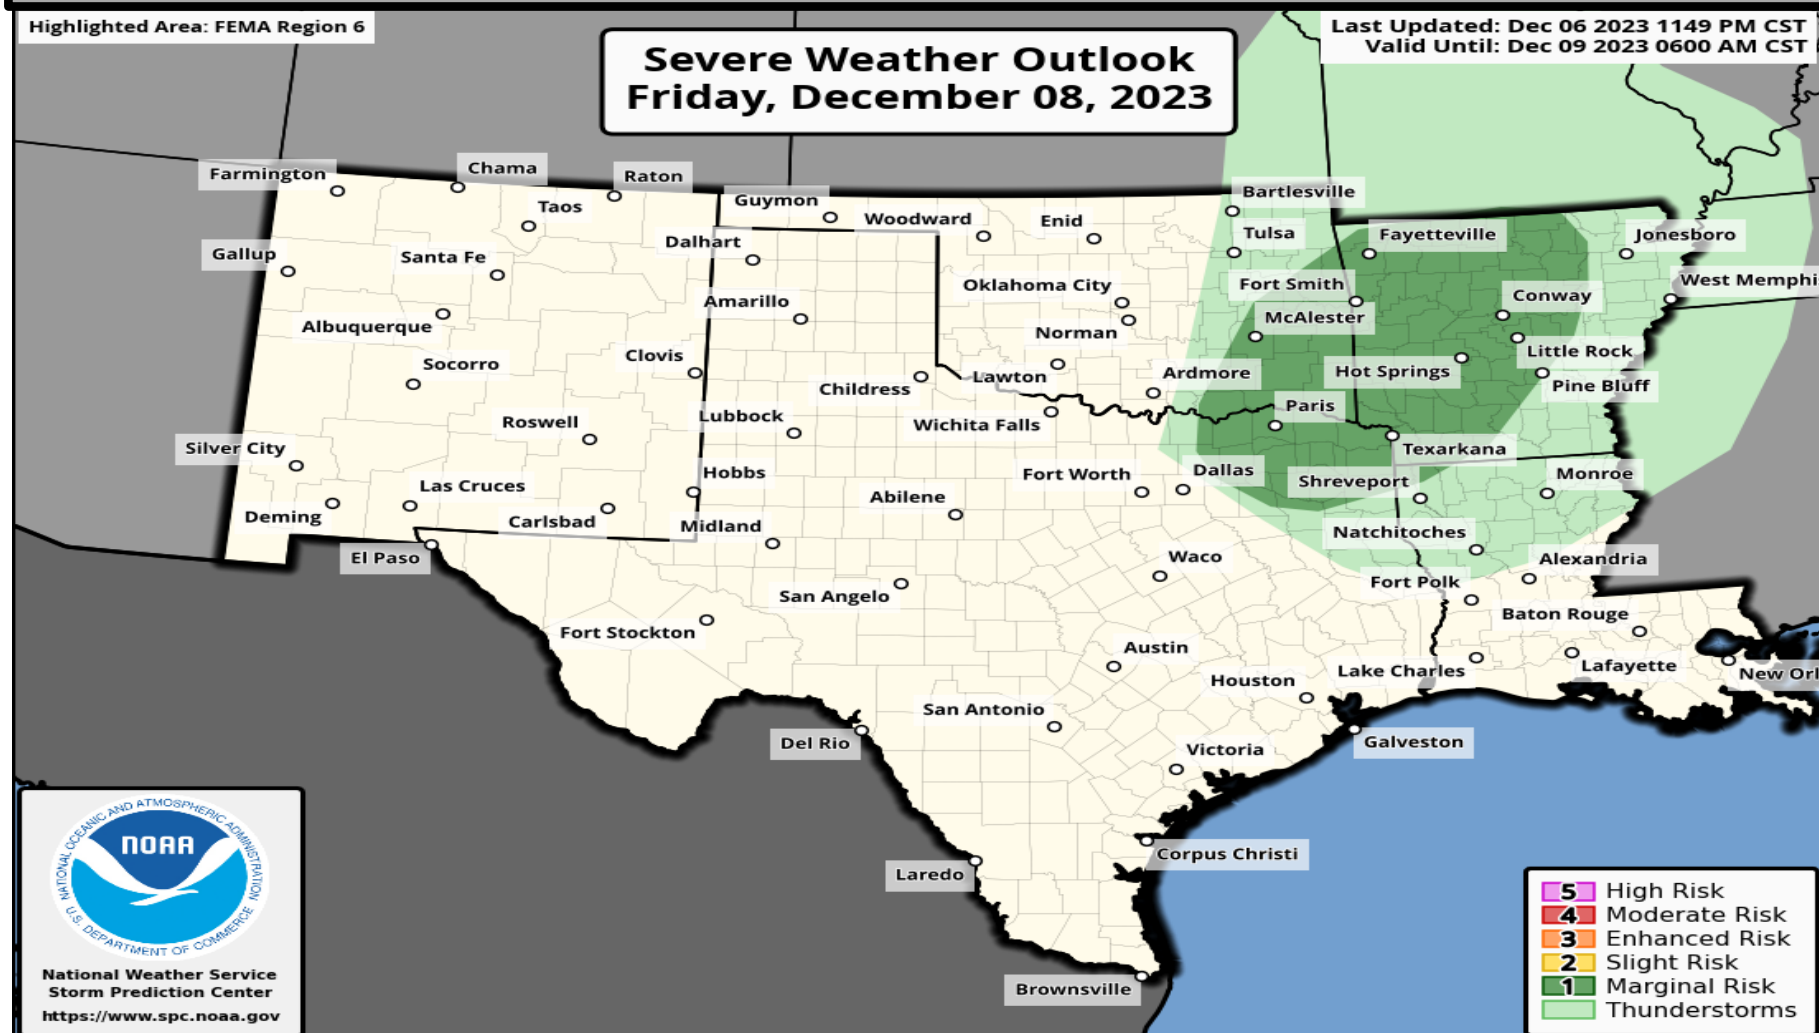 Highlighted Area: FEMA Region 6
Last Updated: Dec 06 2023 1149 PM CST
Valid Until: Dec 09 2023 0600 AM CST
Severe Weather Outlook
Friday, December 08, 2023
Farmington
Chama
Raton
Taos
Guymon
Woodward
Enid
Bartlesville
Gallup
Santa Fe
Dalhart
Tulsa
Fayetteville
Jonesboro
Albuquerque
Amarillo
Oklahoma City
Fort Smith
Conway
West Memphi
Norman
McAlester
Socorro
Clovis
Childress
Lawton
Ardmore
Hot Springs
Little Rock
Pine Bluff
Roswell
Lubbock
Wichita Falls
Paris
Silver City
Texarkana
Las Cruces
Hobbs
Abilene
Fort Worth
Dallas
Shreveport
Monroe
Deming
Carlsbad
Midland
Natchitoches
El Paso
Waco
Alexandria
San Angelo
Fort Polk
Fort Stockton
Baton Rouge
Austin
Houston
Lake Charles
Lafayette
New Orl
San Antonio
Del Rio
Victoria
Galveston
Corpus Christi
Laredo
Brownsville
NATIONAL OCEANIC AND ATMOSPHERIC ADMINISTRATION
NOAA
U.S. DEPARTMENT OF COMMERCE
National Weather Service
Storm Prediction Center
https://www.spc.noaa.gov
5 High Risk
4 Moderate Risk
3 Enhanced Risk
2 Slight Risk
1 Marginal Risk
Thunderstorms